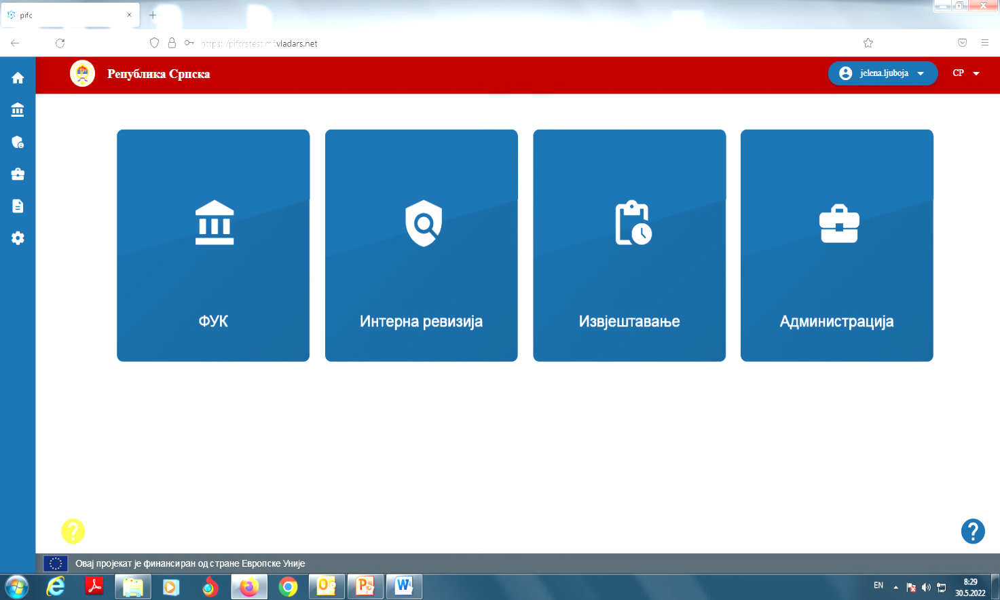 pifc
https://pifcrstest.mf.vladars.net
Република Српска
jelena.ljuboja
СР
ФУК
Интерна ревизија
Извјештавање
Администрација
Овај пројекат је финансиран од стране Европске Уније
EN
8:29
30.5.2022